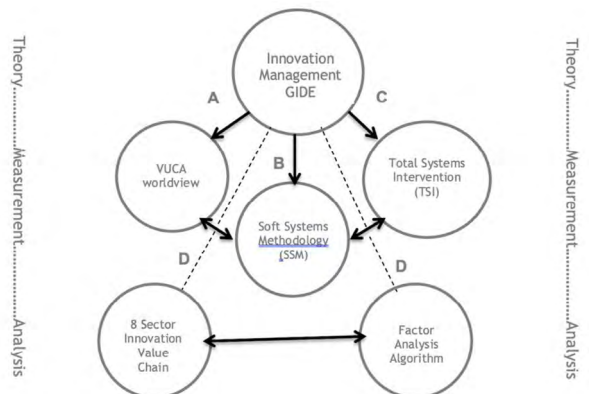 Theory..............Measurement..............Analysis
Innovation
Management
GIDE
A
C
VUCA
worldview
B
Total Systems
Intervention
(TSI)
Soft Systems
Methodology
(SSM)
D
D
8 Sector
Innovation
Value
Chain
Factor
Analysis
Algorithm
Theory..............Measurement..............Analysis